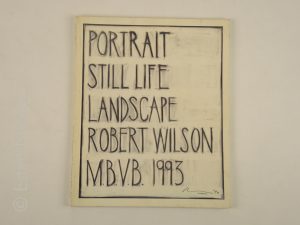 PORTRAIT
STILL LIFE
LANDSCAPE
ROBERT WILSON
M.B.V.B. 1993